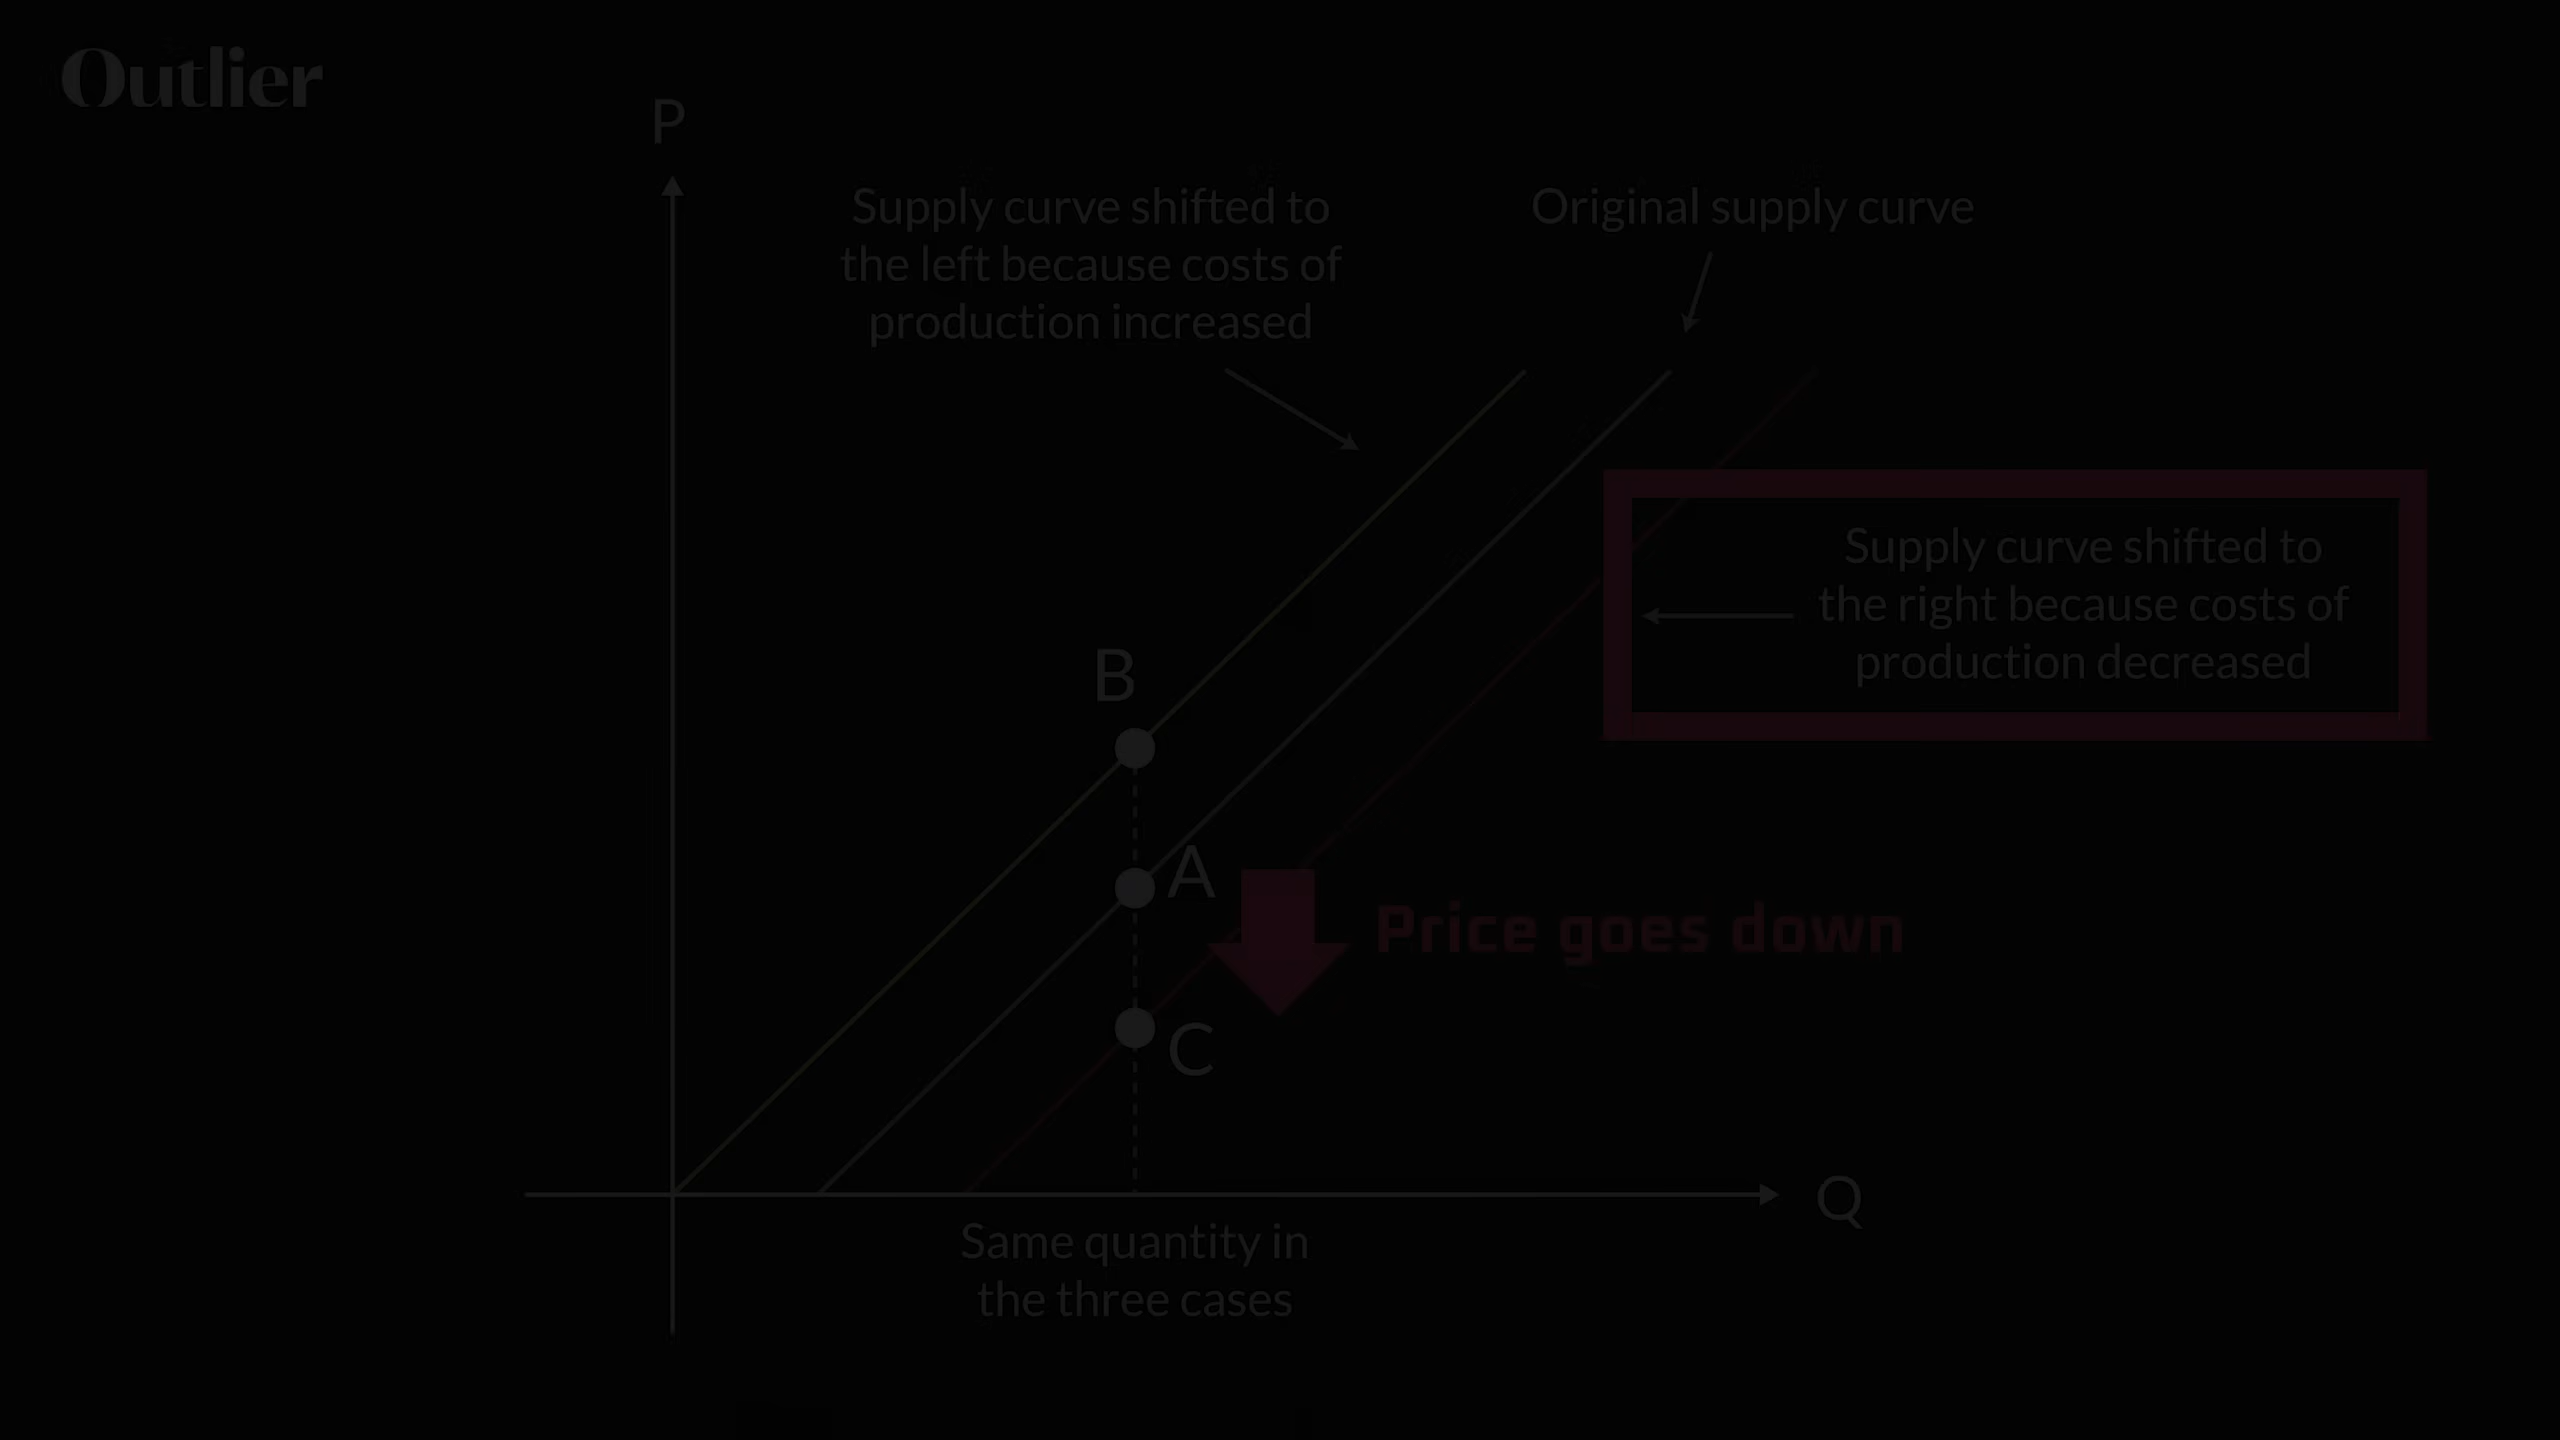 Outlier
P
Supply curve shifted to
the left because costs of
production increased
Original supply curve
Supply curve shifted to
the right because costs of
production decreased
B
A
Price goes down
C
Q
Same quantity in
the three cases